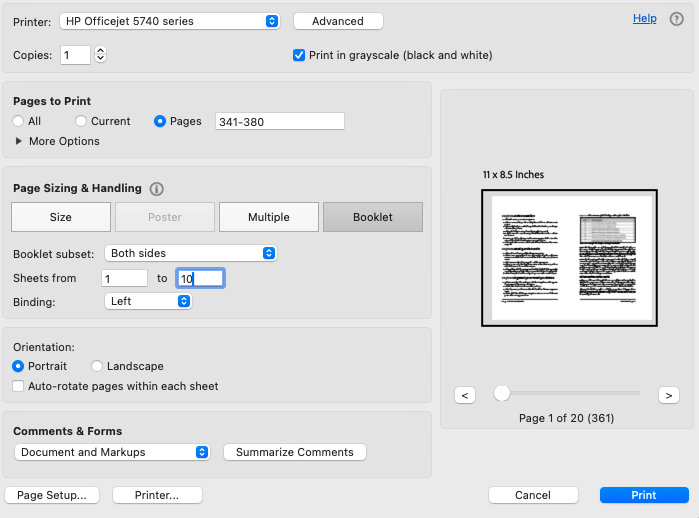 Printer: HP Officejet 5740 series Advanced Help ?
Copies: 1 Print in grayscale (black and white)
Pages to Print
All Current Pages 341-380
More Options
11 x 8.5 Inches
Page Sizing & Handling i
Size Poster Multiple Booklet
Booklet subset: Both sides
Sheets from 1 to 10
Binding: Left
Orientation:
Portrait Landscape
Auto-rotate pages within each sheet
< >
Page 1 of 20 (361)
Comments & Forms
Document and Markups Summarize Comments
Page Setup... Printer... Cancel Print